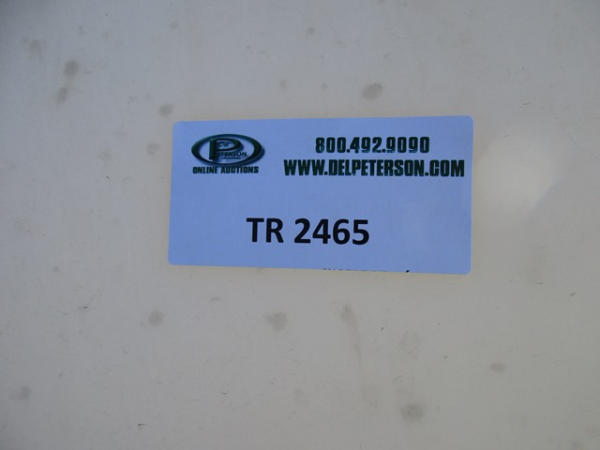 PETERSON
ONLINE AUCTIONS
800.492.9090
WWW.DELPETERSON.COM
TR 2465